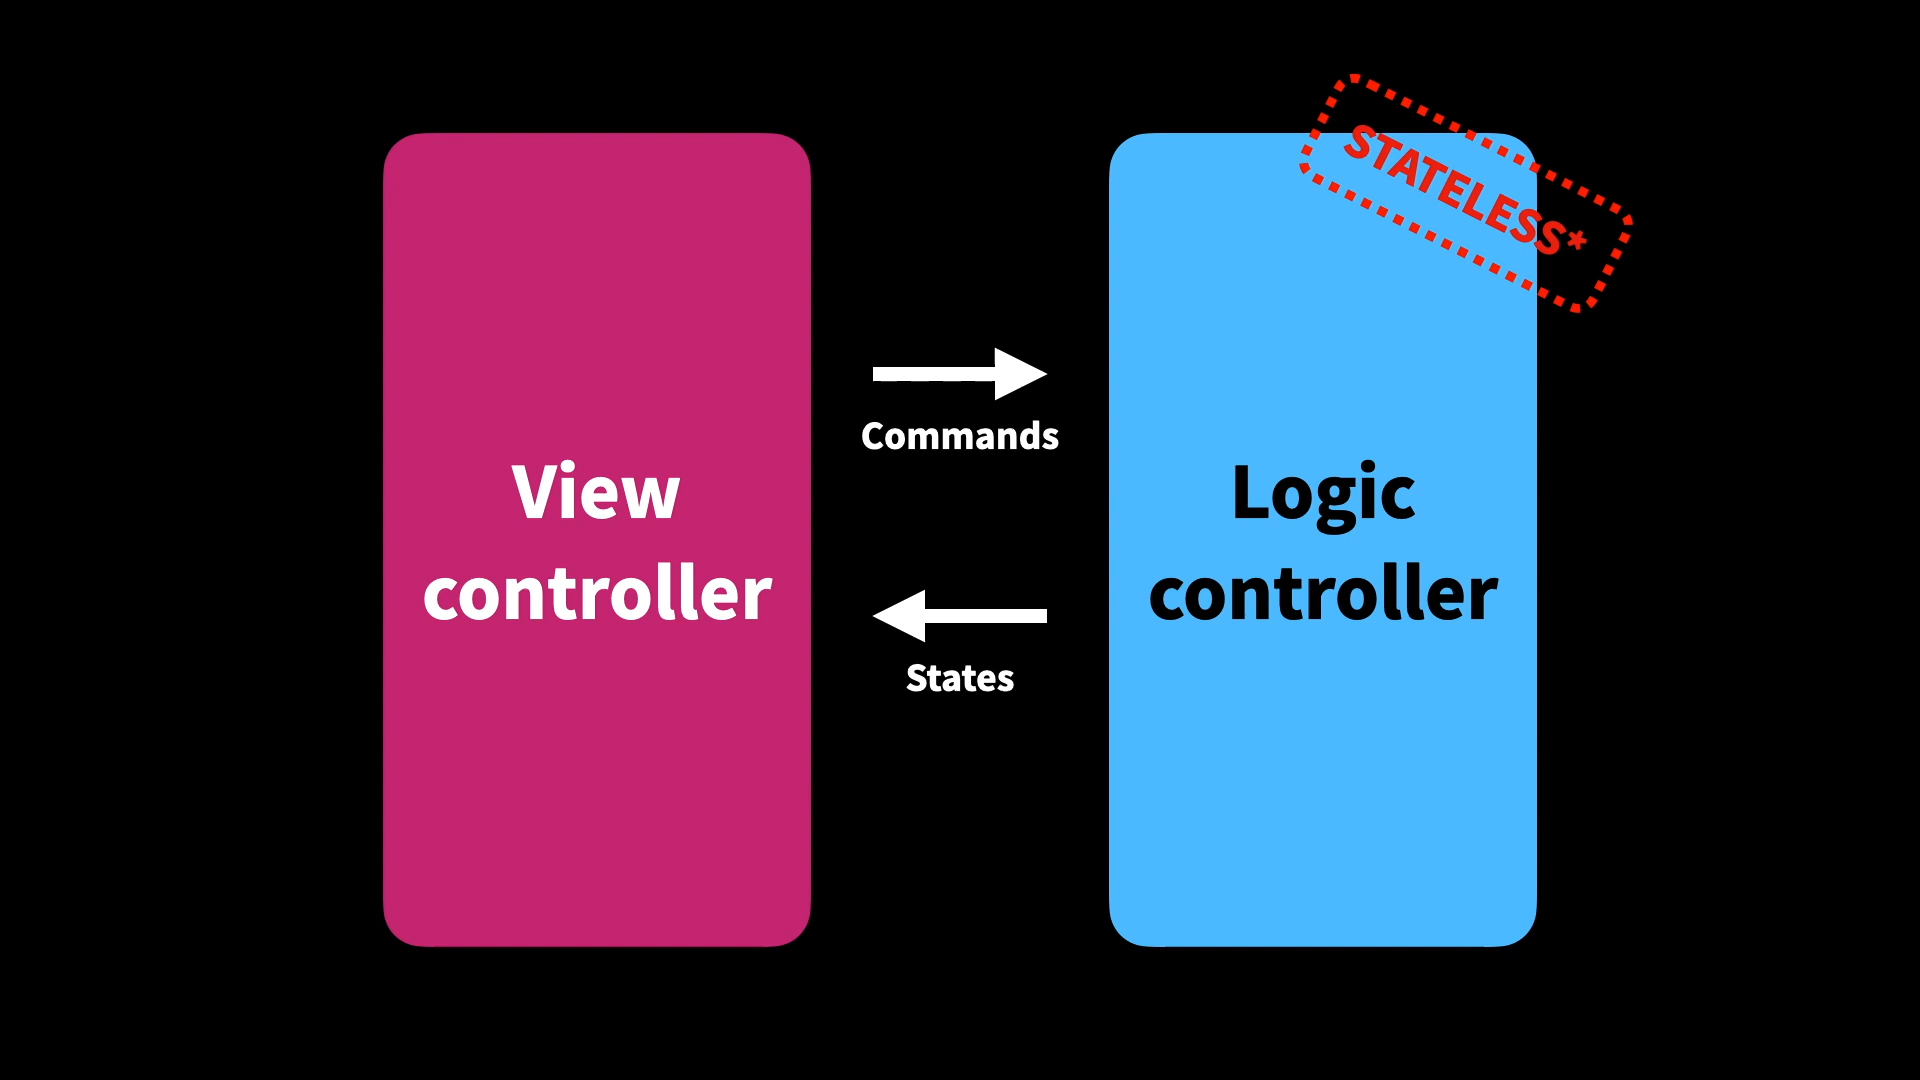 STATELESS*
Commands
View
controller
Logic
controller
States